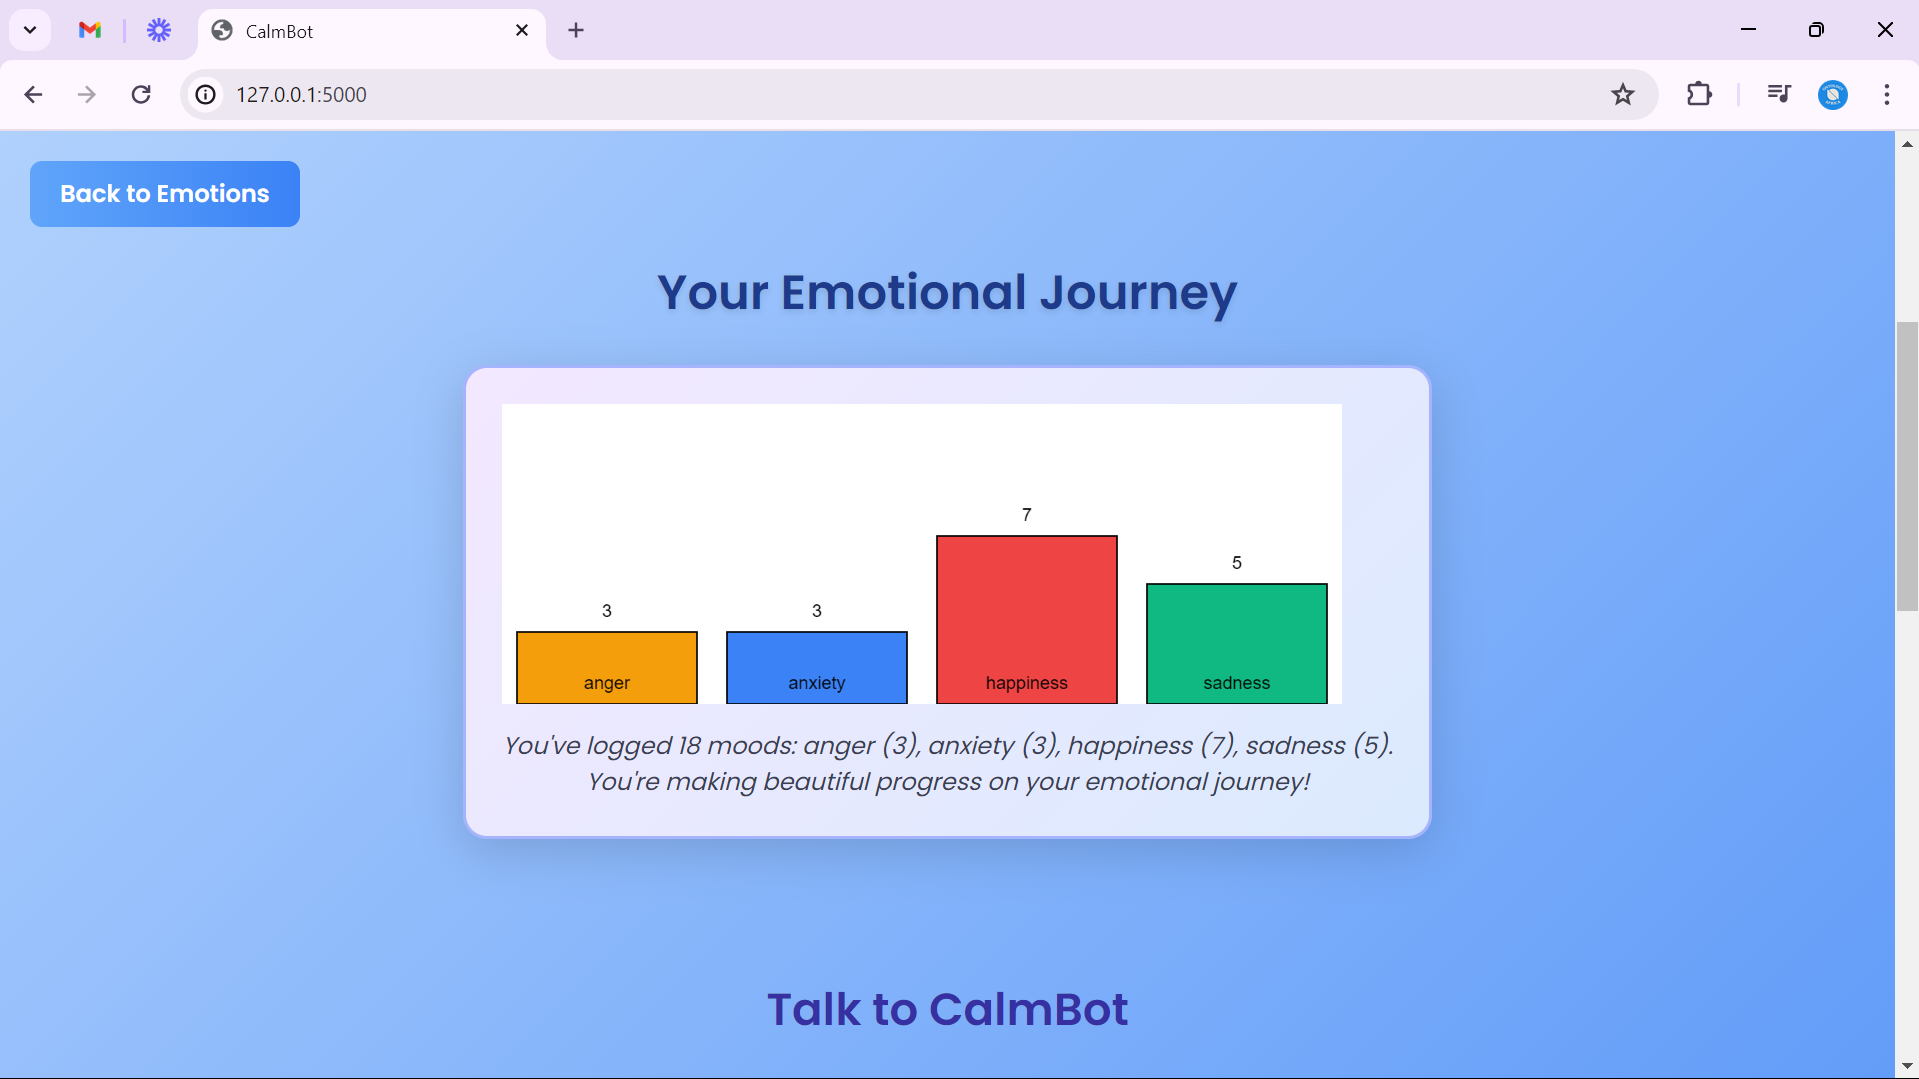 CalmBot
127.0.0.1:5000
Back to Emotions
Your Emotional Journey
7
5
3 3
anger anxiety happiness sadness
You've logged 18 moods: anger (3), anxiety (3), happiness (7), sadness (5).
You're making beautiful progress on your emotional journey!
Talk to CalmBot